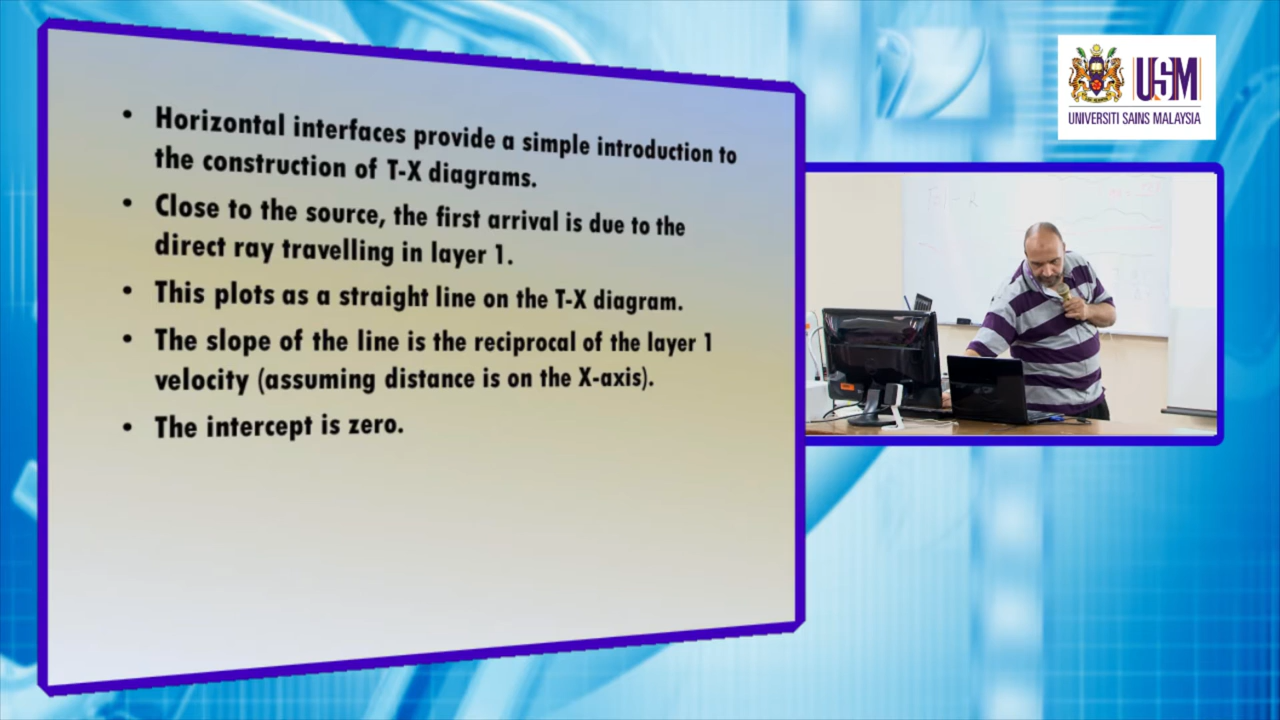 • Horizontal interfaces provide a simple introduction to
the construction of T-X diagrams.
• Close to the source, the first arrival is due to the
direct ray travelling in layer 1.
• This plots as a straight line on the T-X diagram.
• The slope of the line is the reciprocal of the layer 1
velocity (assuming distance is on the X-axis).
• The intercept is zero.
USM
UNIVERSITI SAINS MALAYSIA